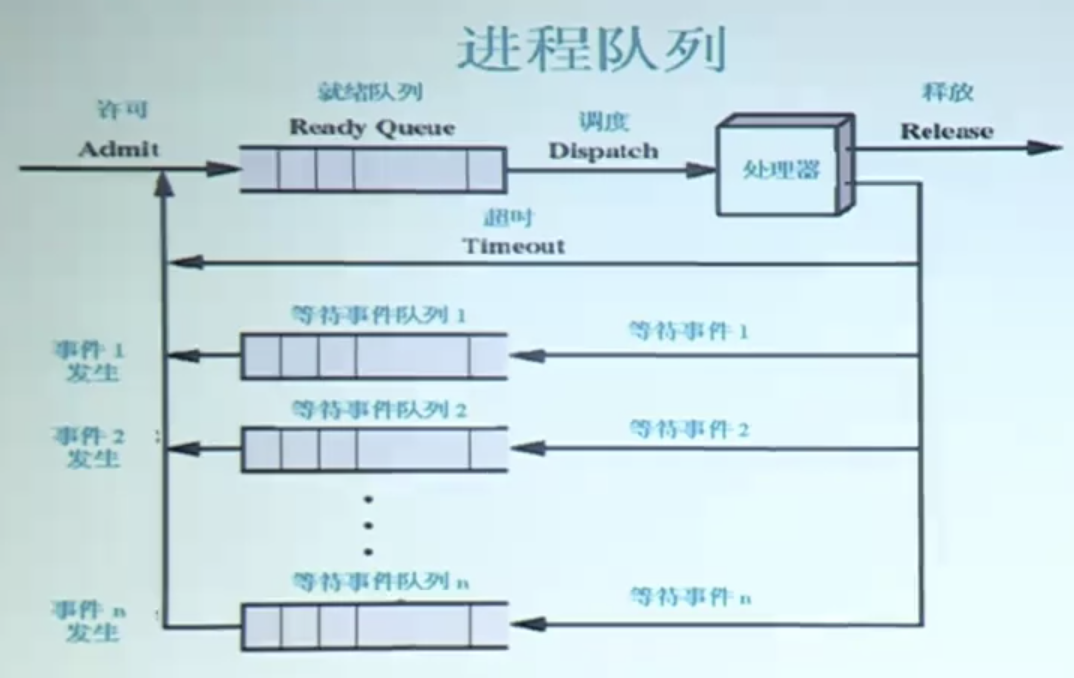 进程队列
许可
Admit
就绪队列
Ready Queue
调度
Dispatch
处理器
释放
Release
超时
Timeout
等待事件队列 1
等待事件 1
事件 1
发生
等待事件队列 2
等待事件 2
事件 2
发生
等待事件队列 n
等待事件 n
事件 n
发生